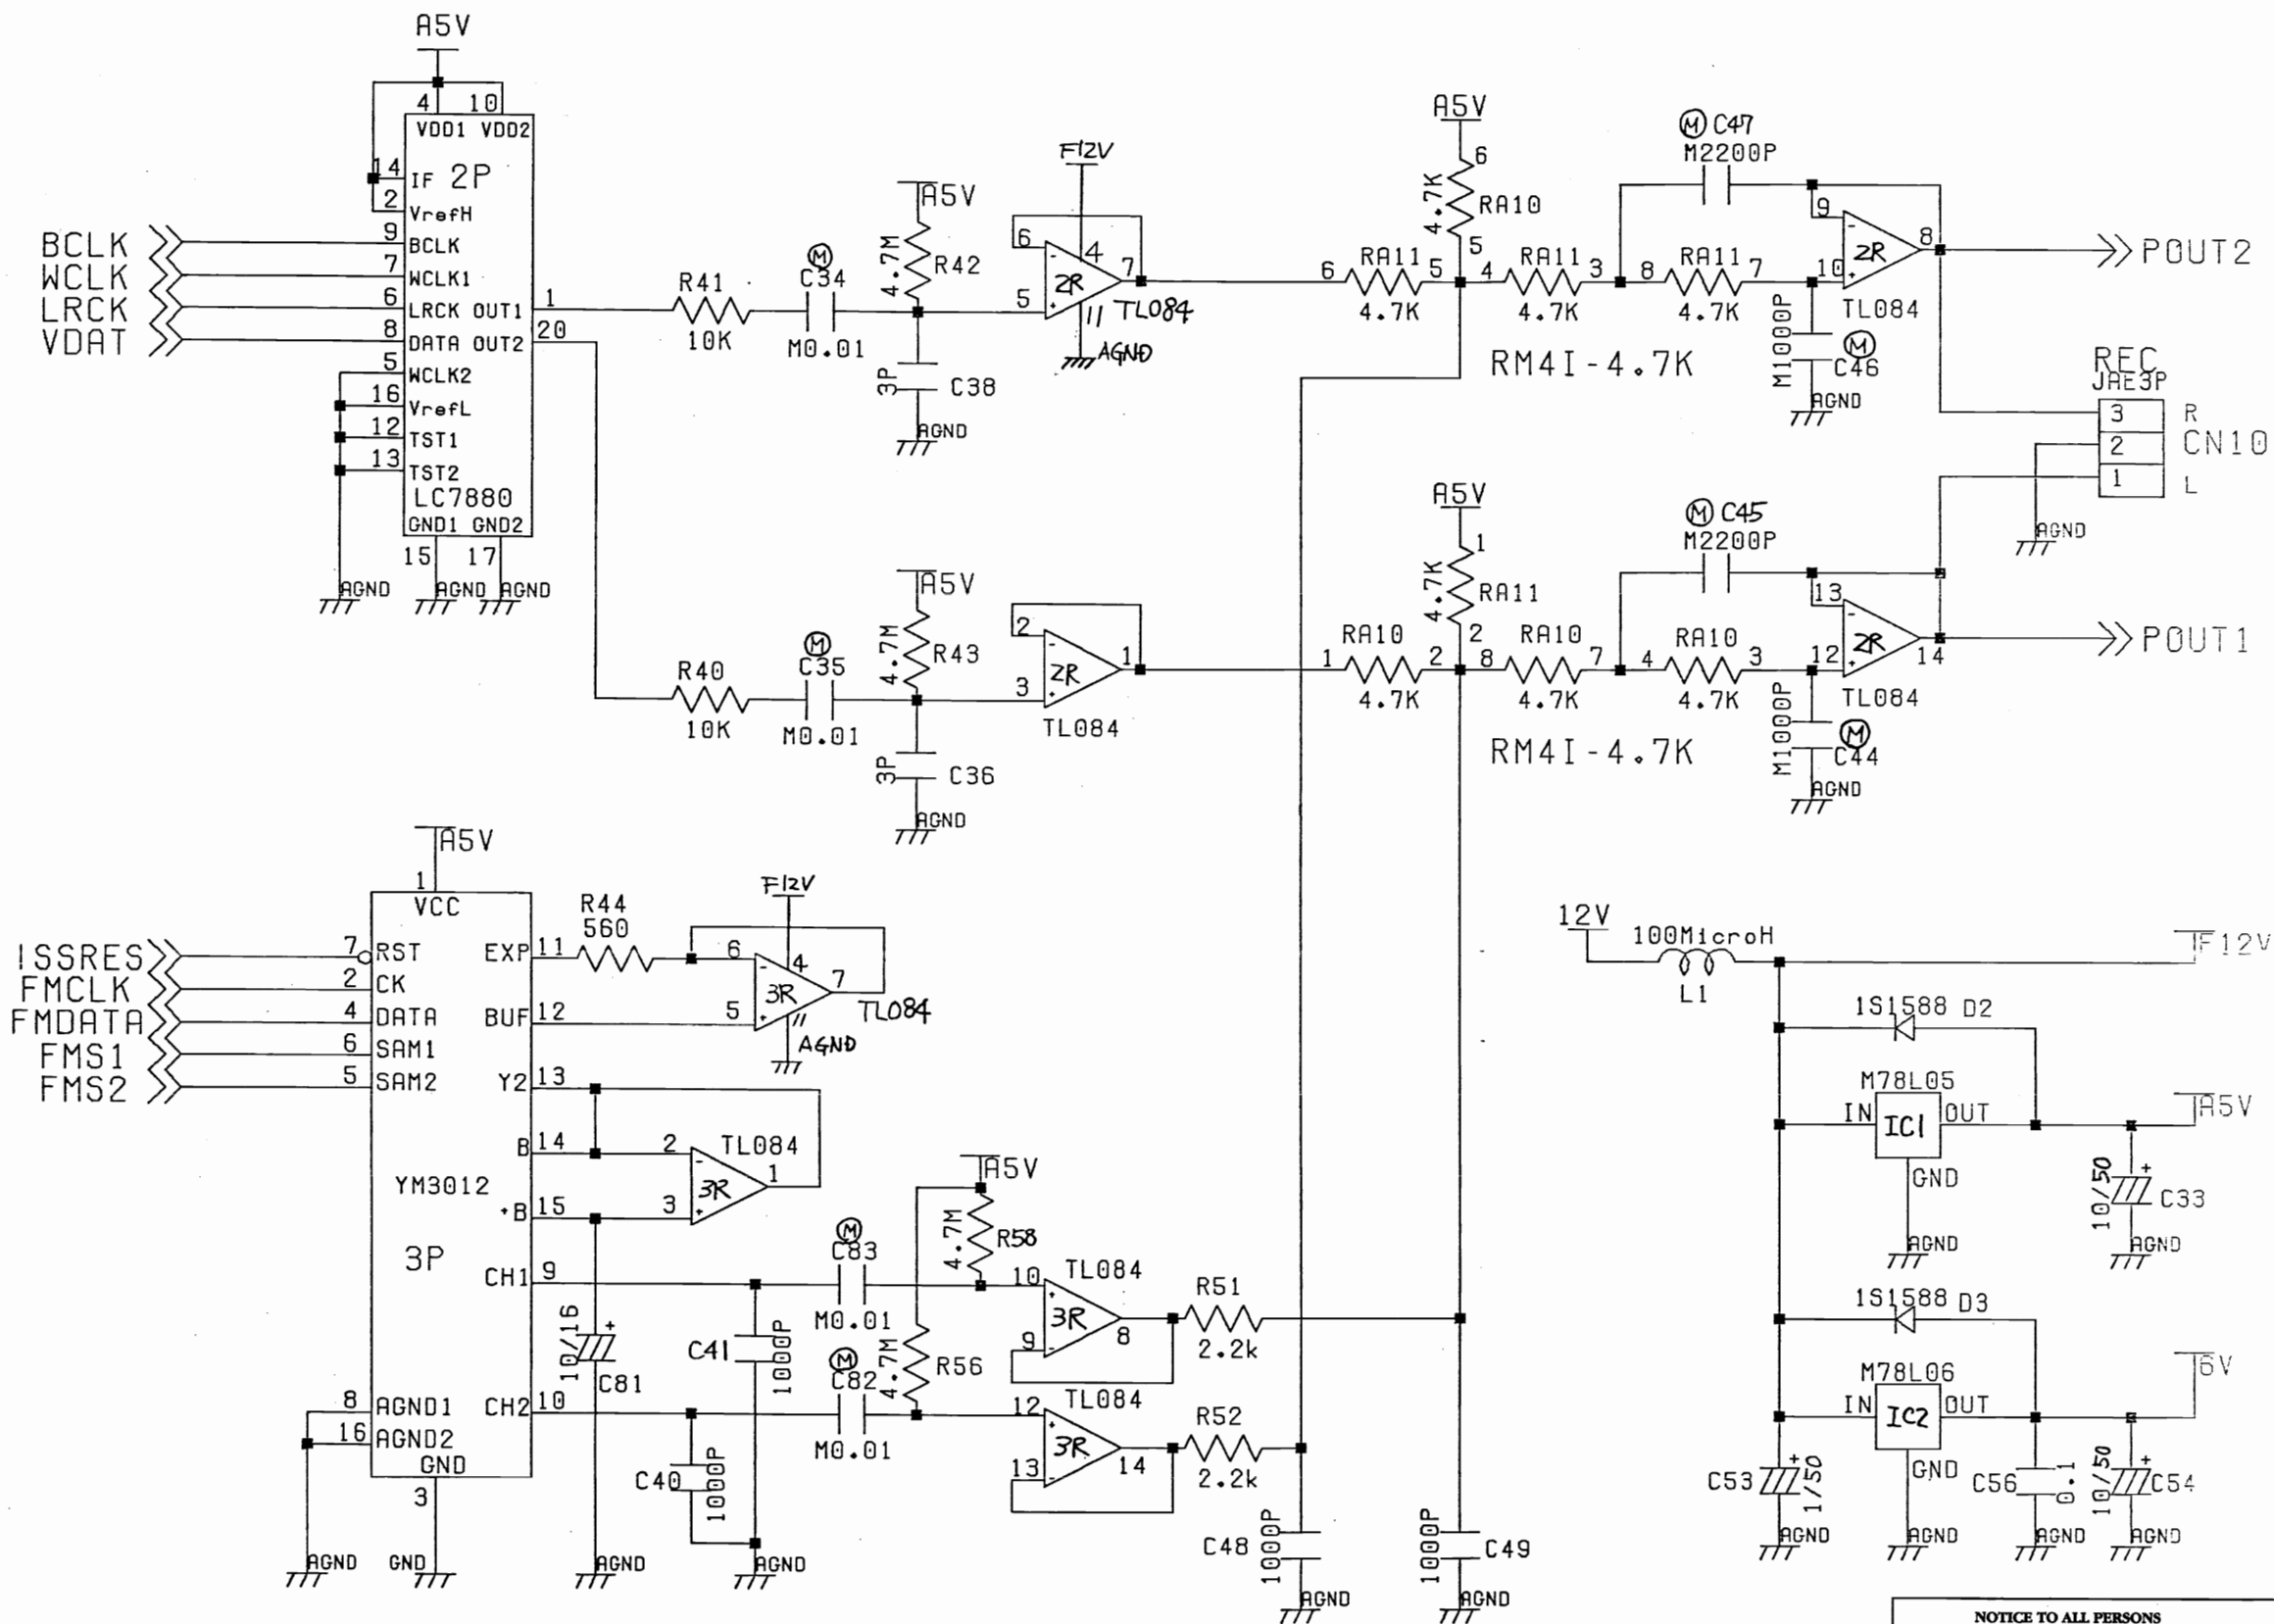 A5V
4 10
VDD1 VDD2
14 IF 2P
2 VrefH
BCLK 9 BCLK
WCLK 7 WCLK1
LRCK 6 LRCK OUT1 1
VDAT 8 DATA OUT2 20
5 WCLK2
16 VrefL
12 TST1
13 TST2
LC7880
GND1 GND2
15 17
AGND AGND AGND
R41
10K
M
C34
M0.01
A5V
4.7M
R42
3P
C38
AGND
F12V
6
4
2R 7
5
11 TL084
AGND
A5V
6
4.7K
RA10
5
6 RA11 5
4.7K
4 RA11 3
4.7K
8 RA11 7
4.7K
RM4I-4.7K
M C47
M2200P
9
2R 8
10
TL084
M1000P
M
C46
AGND
POUT2
REC
JAE3P
3 R
2 CN10
1 L
AGND
R40
10K
M
C35
M0.01
A5V
4.7M
R43
3P
C36
AGND
2
2R 1
3
TL084
A5V
1
4.7K
RA11
2
1 RA10 2
4.7K
8 RA10 7
4.7K
4 RA10 3
4.7K
RM4I-4.7K
M C45
M2200P
13
2R
12
14
TL084
M1000P
M
C44
AGND
POUT1
A5V
1
VCC
ISSRES 7 RST EXP 11
FMCLK 2 CK
FMDATA 4 DATA BUF 12
FMS1 6 SAM1
FMS2 5 SAM2 Y2 13
B 14
YM3012
+B 15
3P
CH1 9
8 AGND1 CH2 10
16 AGND2
GND
3
AGND GND
R44
560
F12V
6
4
3R 7
5
11 TL084
AGND
2 TL084
3R 1
3
10/16
C81
AGND
C41
1000P
C40
1000P
AGND
M
C83
M0.01
M
C82
M0.01
A5V
4.7M
R58
4.7M
R56
10 TL084
3R
9 8
R51
2.2k
12 TL084
3R
13 14
R52
2.2k
C48
1000P
AGND
1000P
C49
AGND
12V
100MicroH
L1
F12V
1S1588 D2
M78L05
IN IC1 OUT
GND
AGND
A5V
10/50
C33
AGND
1S1588 D3
M78L06
IN IC2 OUT
GND
AGND
6V
C53
1/50
AGND
C56
0.1
AGND
10/50
C54
AGND
NOTICE TO ALL PERSONS